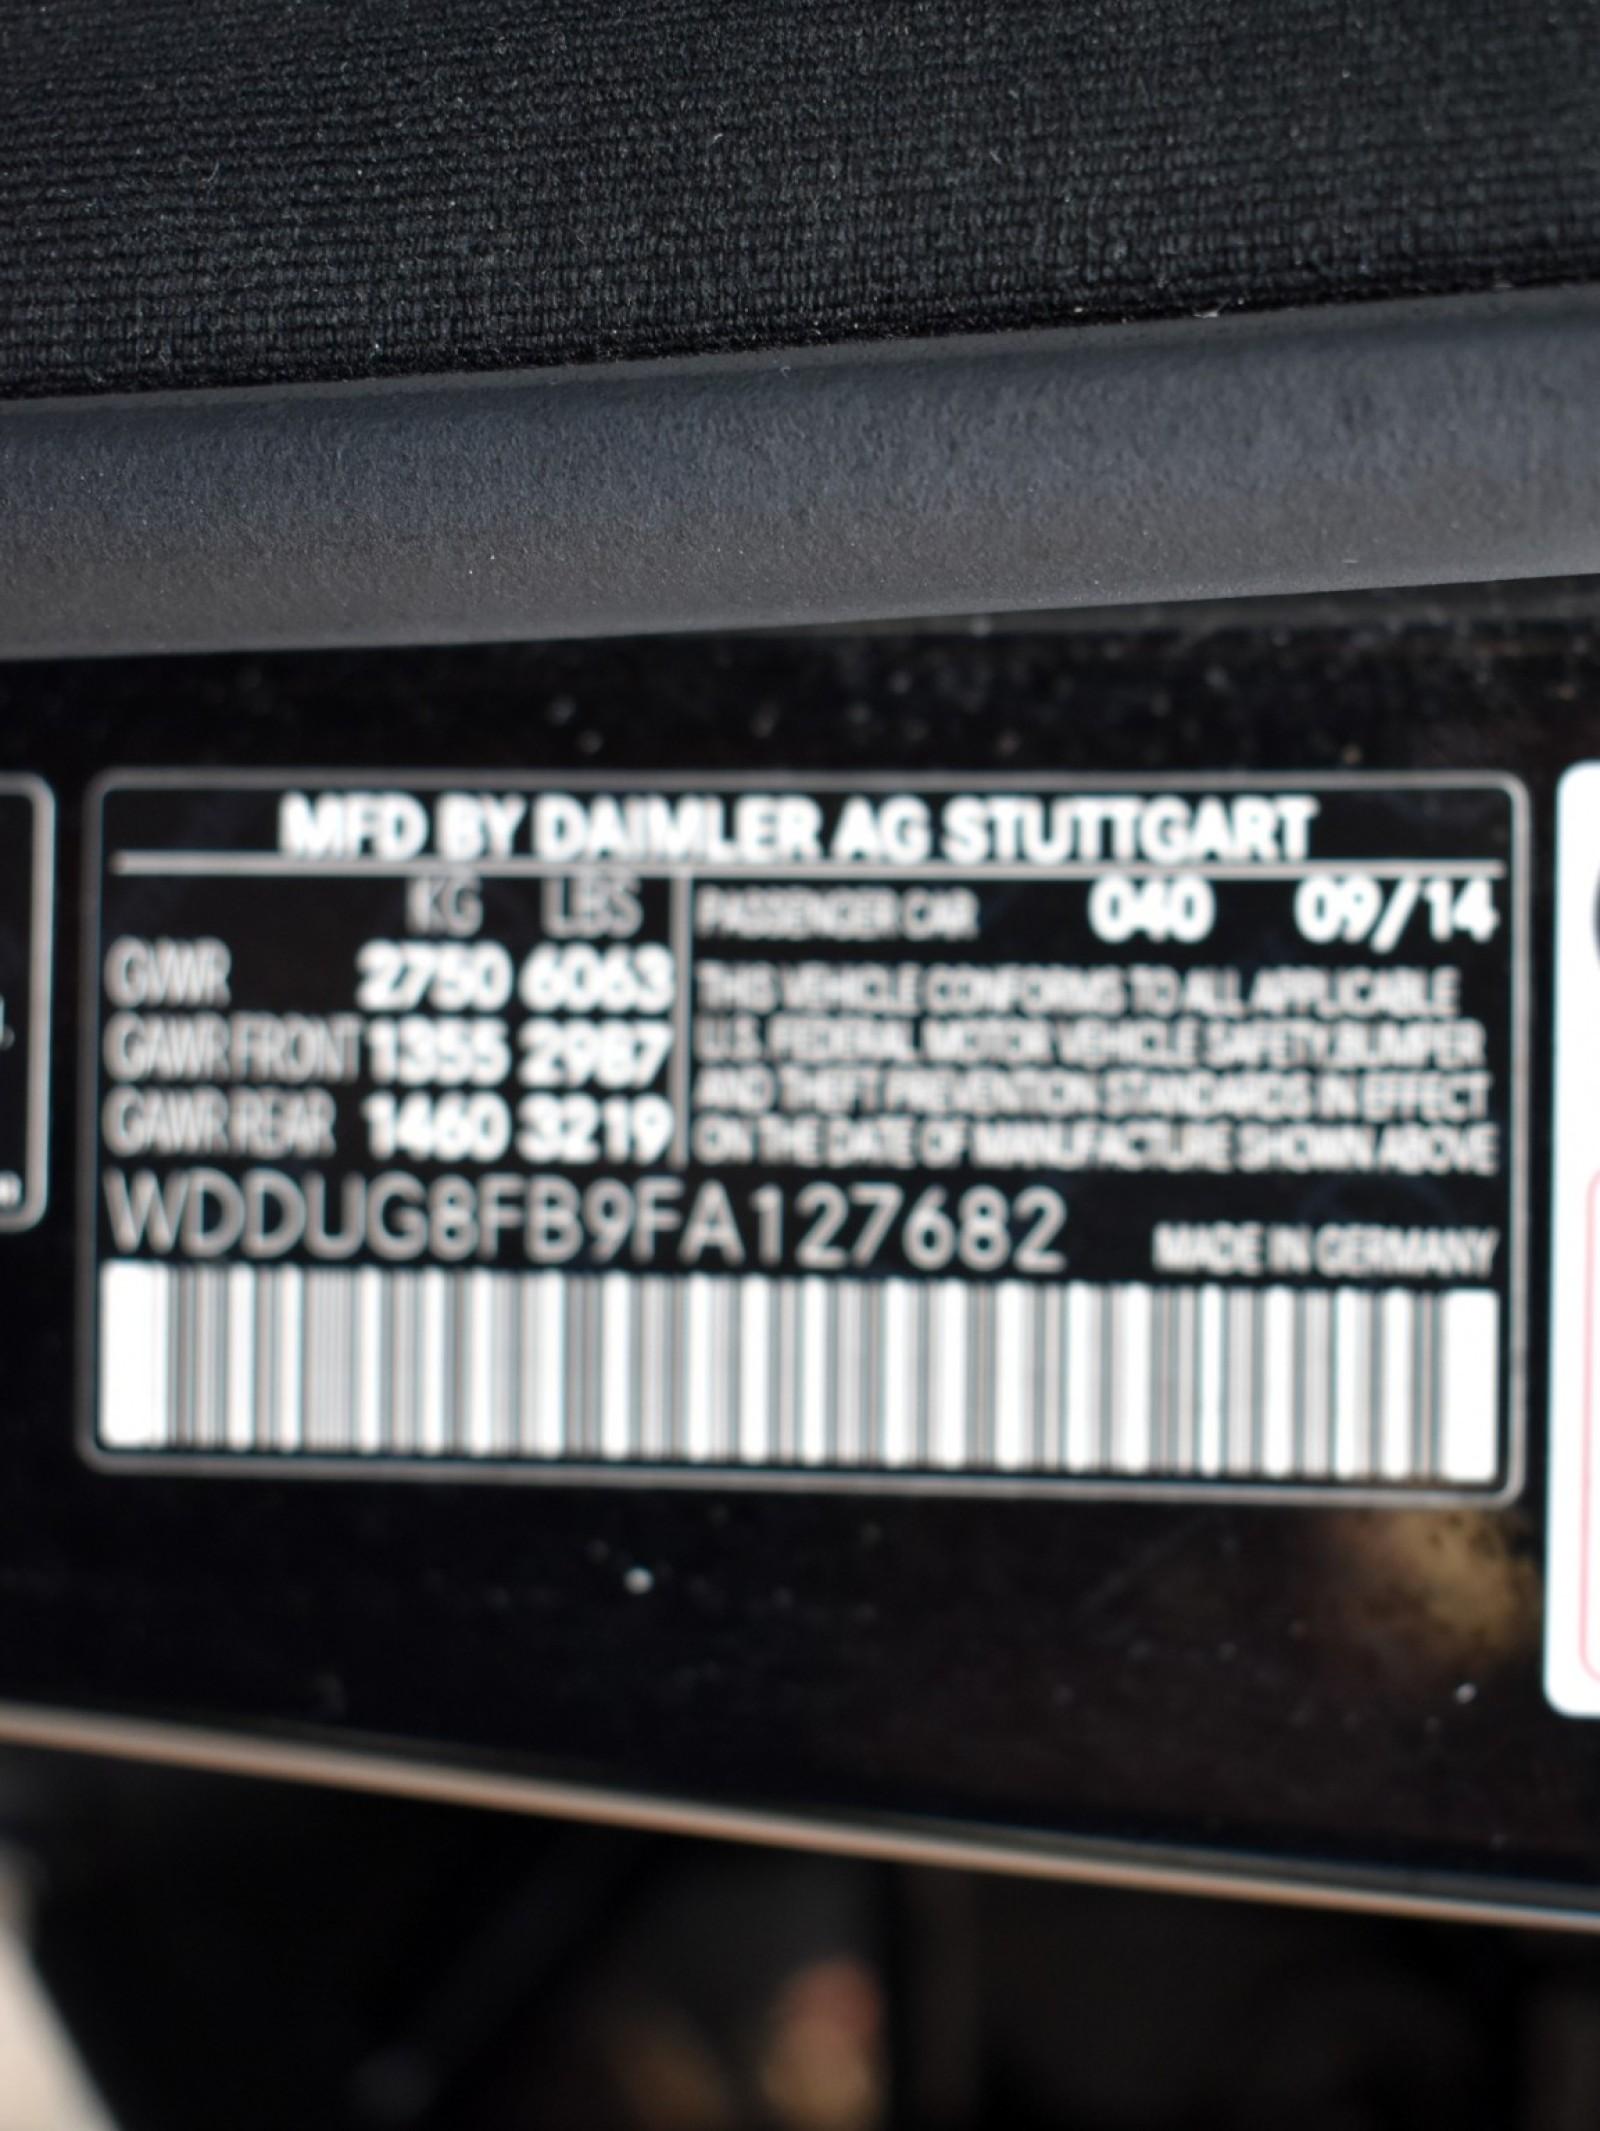 MFD BY DAIMLER AG STUTTGART
KG LBS
GVWR 2750 6063
GAWR FRONT 1355 2987
GAWR REAR 1460 3219
PASSENGER CAR 040 09/14
THIS VEHICLE CONFORMS TO ALL APPLICABLE
U.S. FEDERAL MOTOR VEHICLE SAFETY,BUMPER
AND THEFT PREVENTION STANDARDS IN EFFECT
ON THE DATE OF MANUFACTURE SHOWN ABOVE
WDDUG8FB9FA127682
MADE IN GERMANY